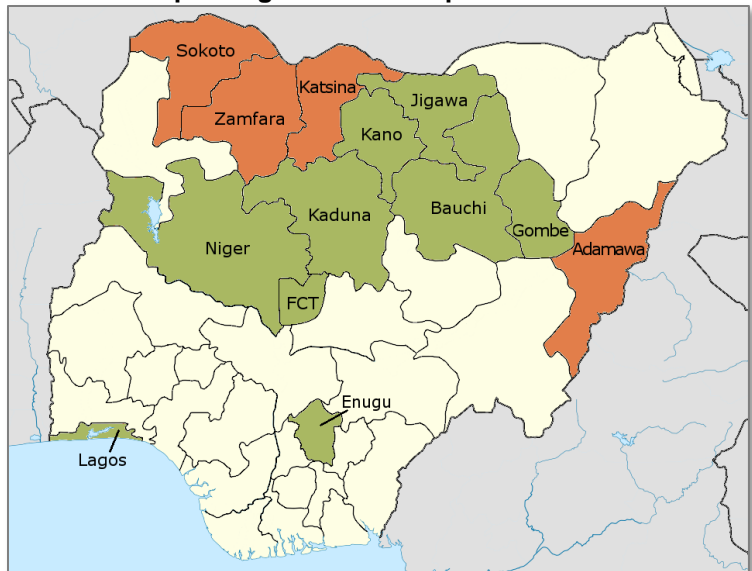 Sokoto
Katsina
Jigawa
Zamfara
Kano
Kaduna
Bauchi
Gombe
Niger
Adamawa
FCT
Enugu
Lagos